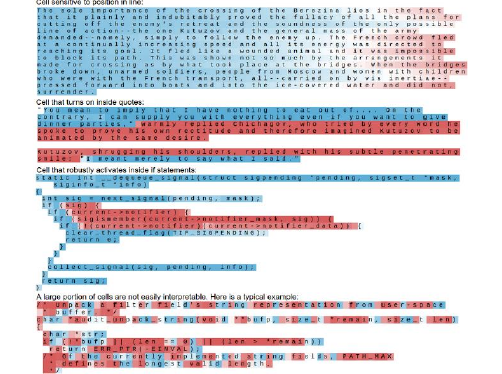 Cell sensitive to position in line:
The sole importance of the crossing of the Berezina lies in the fact
that it plainly and indubitably proved the fallacy of all the plans for
cutting off the enemy's retreat and the soundness of the only possible
line of action--the one Kutuzov and the general mass of the army
demanded--namely, simply to follow the enemy up. The French crowd fled
at a continually increasing speed and all its energy was directed to
reaching its goal. It fled like a wounded animal and it was impossible
to block its path. This was shown not so much by the arrangements it
made for crossing as by what took place at the bridges. When the bridges
broke down, unarmed soldiers, people from Moscow and women with children
who were with the French transport, all--carried on by vis inertiae--
pressed forward into boats and into the ice-covered water and did not,
surrender.
Cell that turns on inside quotes:
"You mean to imply that I have nothing to eat out of.... On the
contrary, I can supply you with everything even if you want to give
dinner parties," warmly replied Chichagov, who tried by every word he
spoke to prove his own rectitude and therefore imagined Kutuzov to be
animated by the same desire.
Kutuzov, shrugging his shoulders, replied with his subtle penetrating
smile: "I meant merely to say what I said."
Cell that robustly activates inside if statements:
static int __dequeue_signal(struct sigpending *pending, sigset_t *mask,
siginfo_t *info)
{
int sig = next_signal(pending, mask);
if (sig) {
if (current->notifier) {
if (sigismember(current->notifier_mask, sig)) {
if (!(current->notifier)(current->notifier_data)) {
clear_thread_flag(TIF_SIGPENDING);
return 0;
}
}
}
collect_signal(sig, pending, info);
}
return sig;
}
A large portion of cells are not easily interpretable. Here is a typical example:
/* Unpack a filter field's string representation from user-space
* buffer. */
char *audit_unpack_string(void **bufp, size_t *remain, size_t len)
{
char *str;
if (!*bufp || (len == 0) || (len > *remain))
return ERR_PTR(-EINVAL);
/* Of the currently implemented string fields, PATH_MAX
* defines the longest valid length.
*/